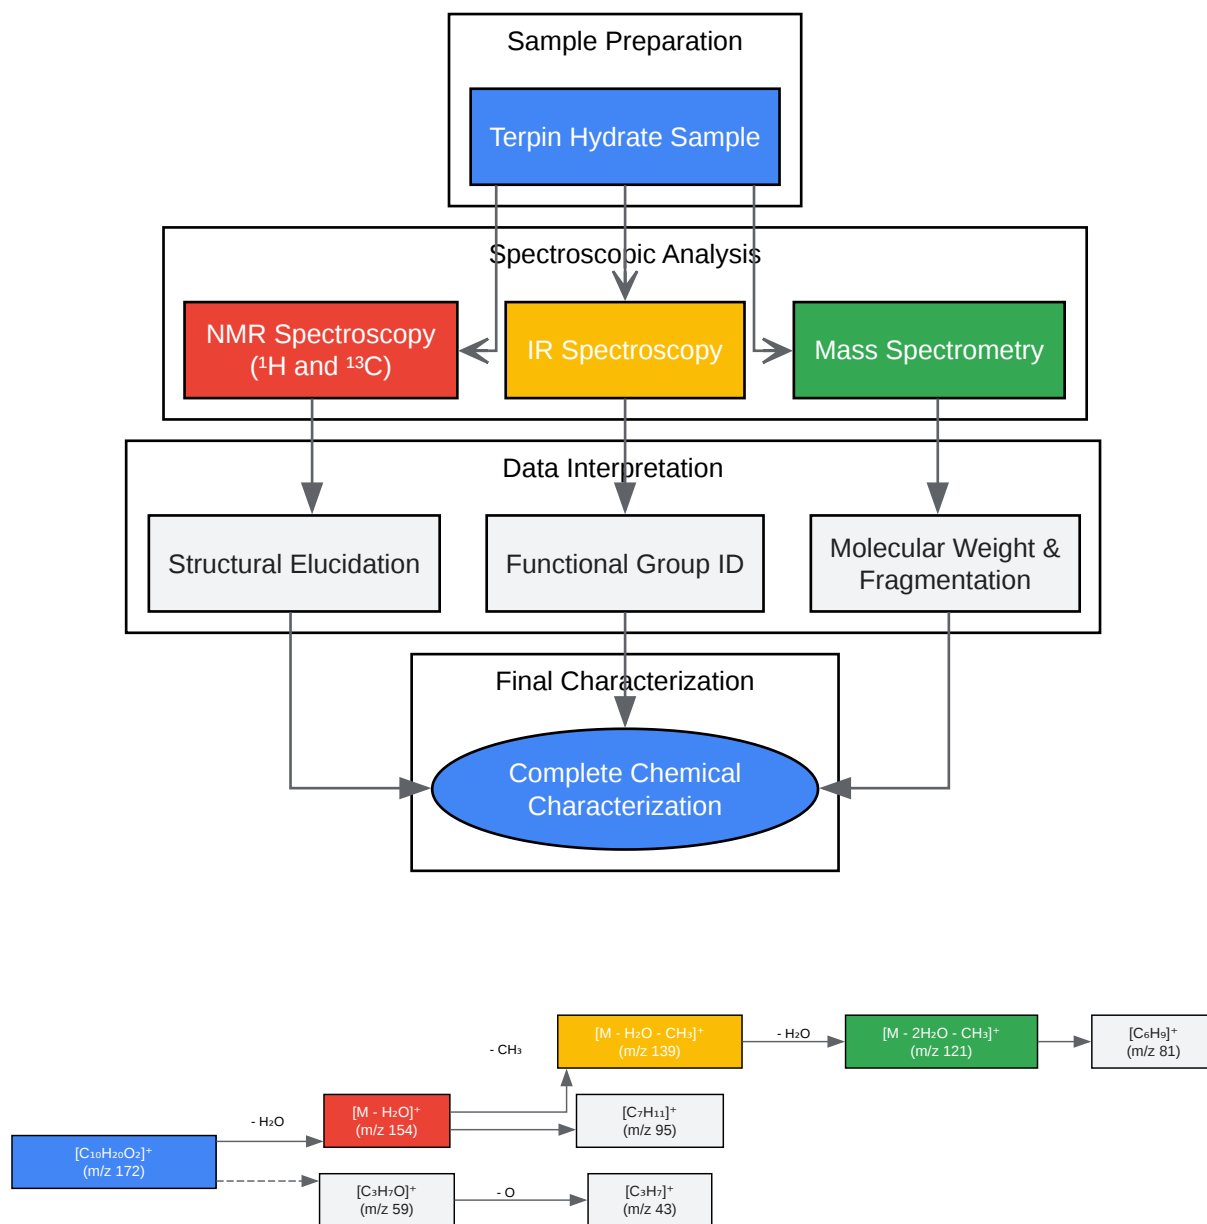 Sample Preparation
Terpin Hydrate Sample
Spectroscopic Analysis
NMR Spectroscopy
(¹H and ¹³C)
IR Spectroscopy
Mass Spectrometry
Data Interpretation
Structural Elucidation
Functional Group ID
Molecular Weight &
Fragmentation
Final Characterization
Complete Chemical
Characterization
- CH₃
[M - H₂O - CH₃]⁺
(m/z 139)
- H₂O
[M - 2H₂O - CH₃]⁺
(m/z 121)
[C₆H₉]⁺
(m/z 81)
- H₂O
[M - H₂O]⁺
(m/z 154)
[C₇H₁₁]⁺
(m/z 95)
[C₁₀H₂₀O₂]⁺
(m/z 172)
[C₃H₇O]⁺
(m/z 59)
- O
[C₃H₇]⁺
(m/z 43)